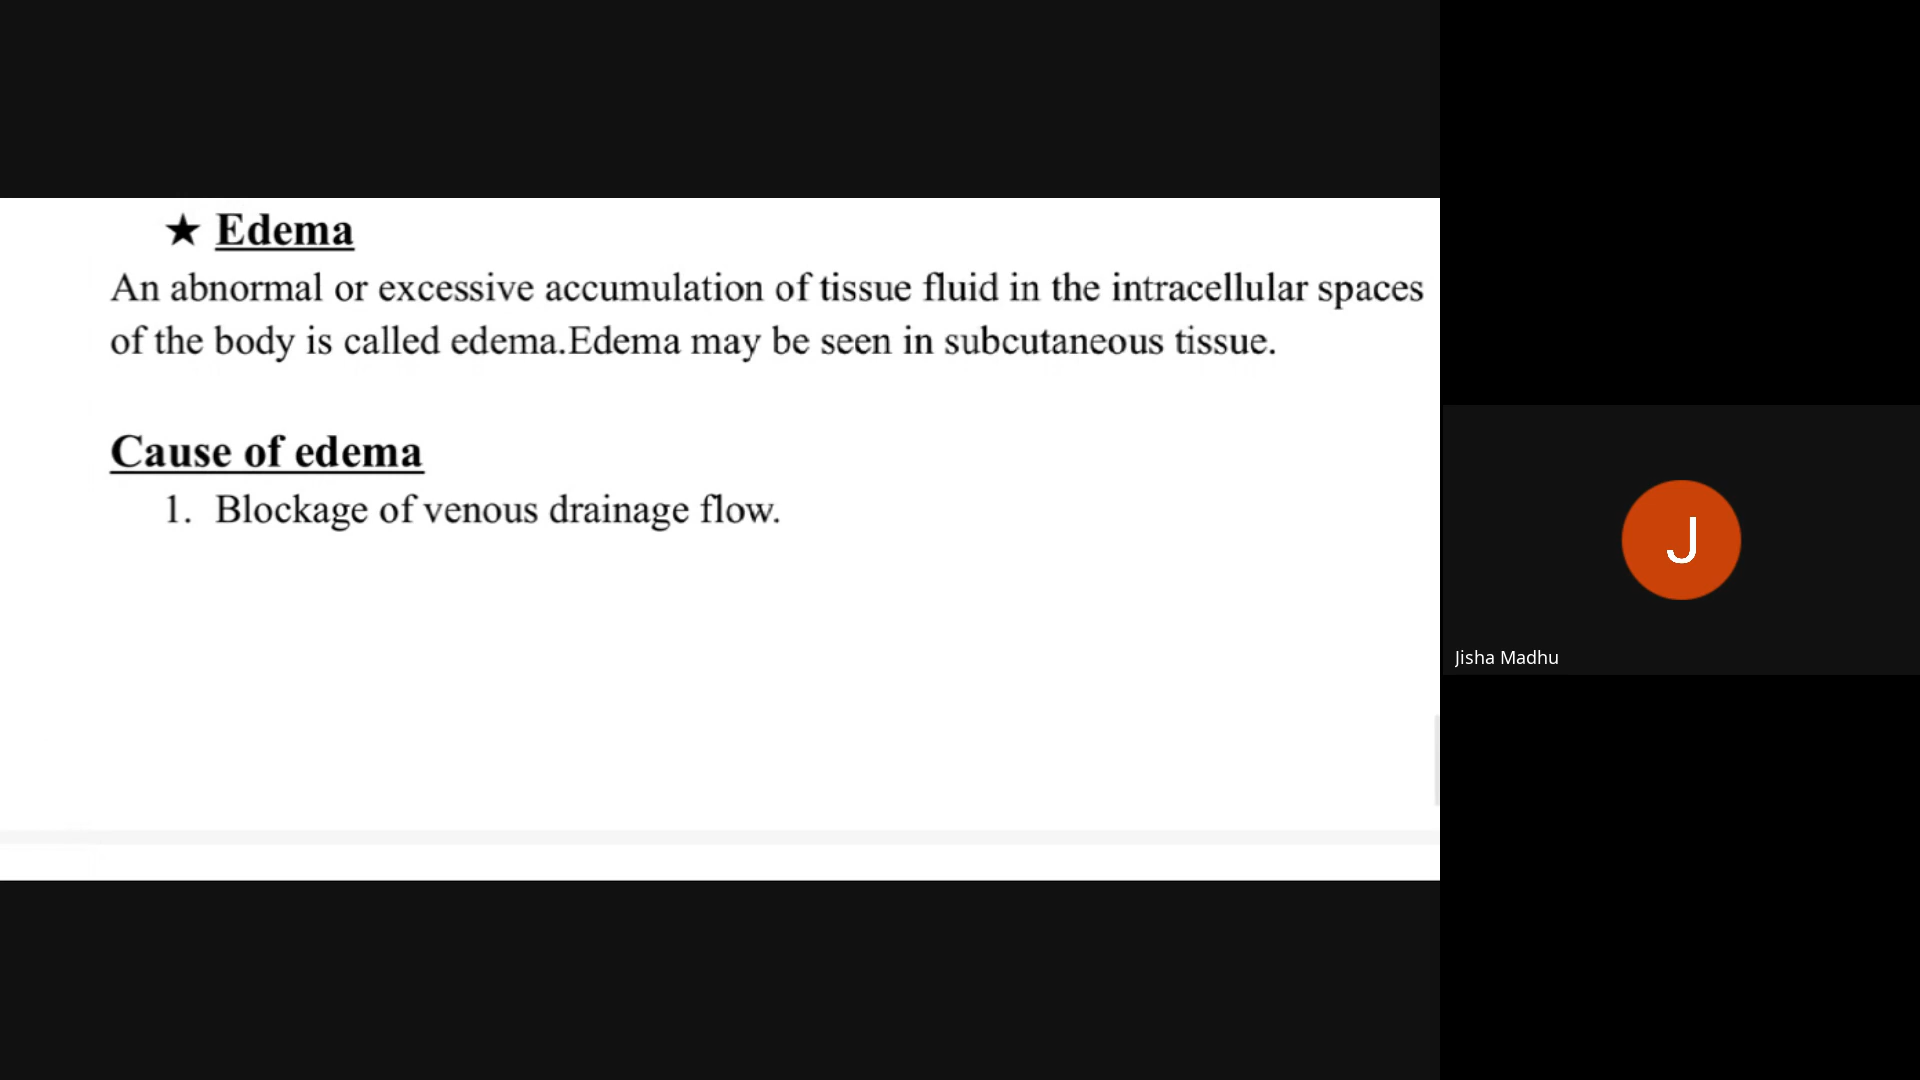 ★ Edema
An abnormal or excessive accumulation of tissue fluid in the intracellular spaces
of the body is called edema.Edema may be seen in subcutaneous tissue.
Cause of edema
1. Blockage of venous drainage flow.
J
Jisha Madhu